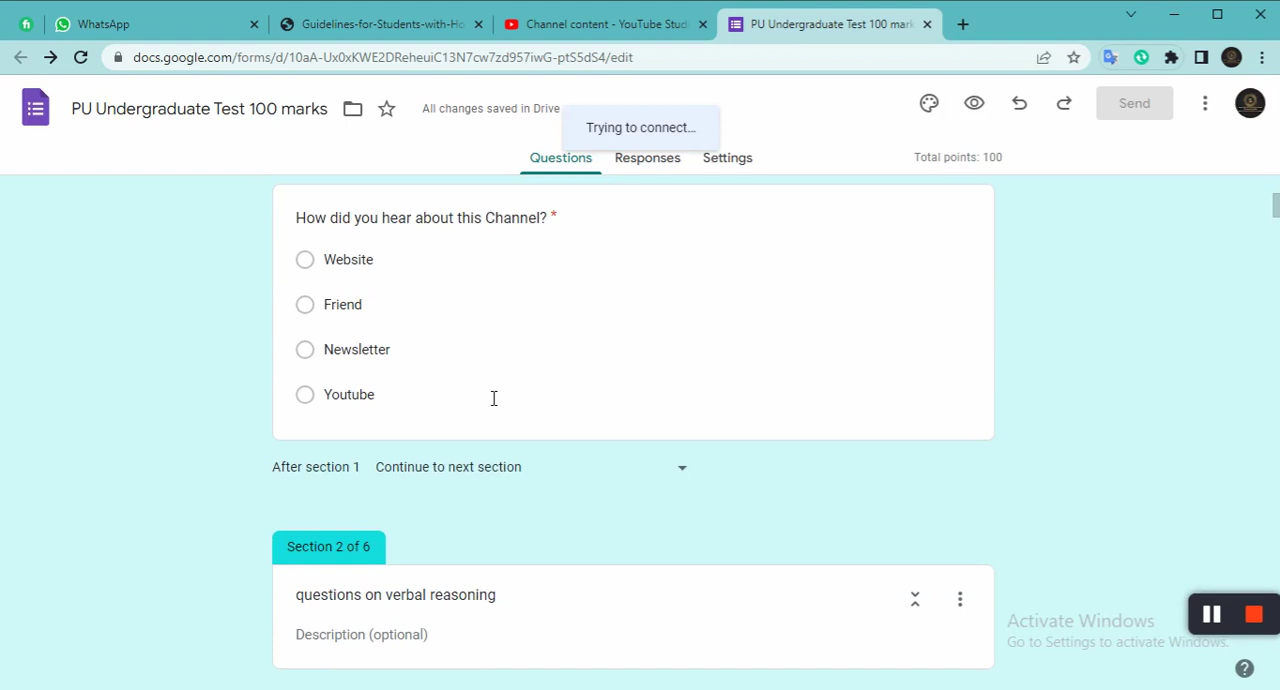 WhatsApp
Guidelines-for-Students-with-Ho
Channel content - YouTube Stud
PU Undergraduate Test 100 mark
docs.google.com/forms/d/10aA-Ux0xKWE2DReheuiC13N7cw7zd957iwG-ptS5dS4/edit
PU Undergraduate Test 100 marks
All changes saved in Drive
Trying to connect...
Send
Questions
Responses
Settings
Total points: 100
How did you hear about this Channel? *
Website
Friend
Newsletter
Youtube
After section 1 Continue to next section
Section 2 of 6
questions on verbal reasoning
Description (optional)
Activate Windows
Go to Settings to activate Windows.